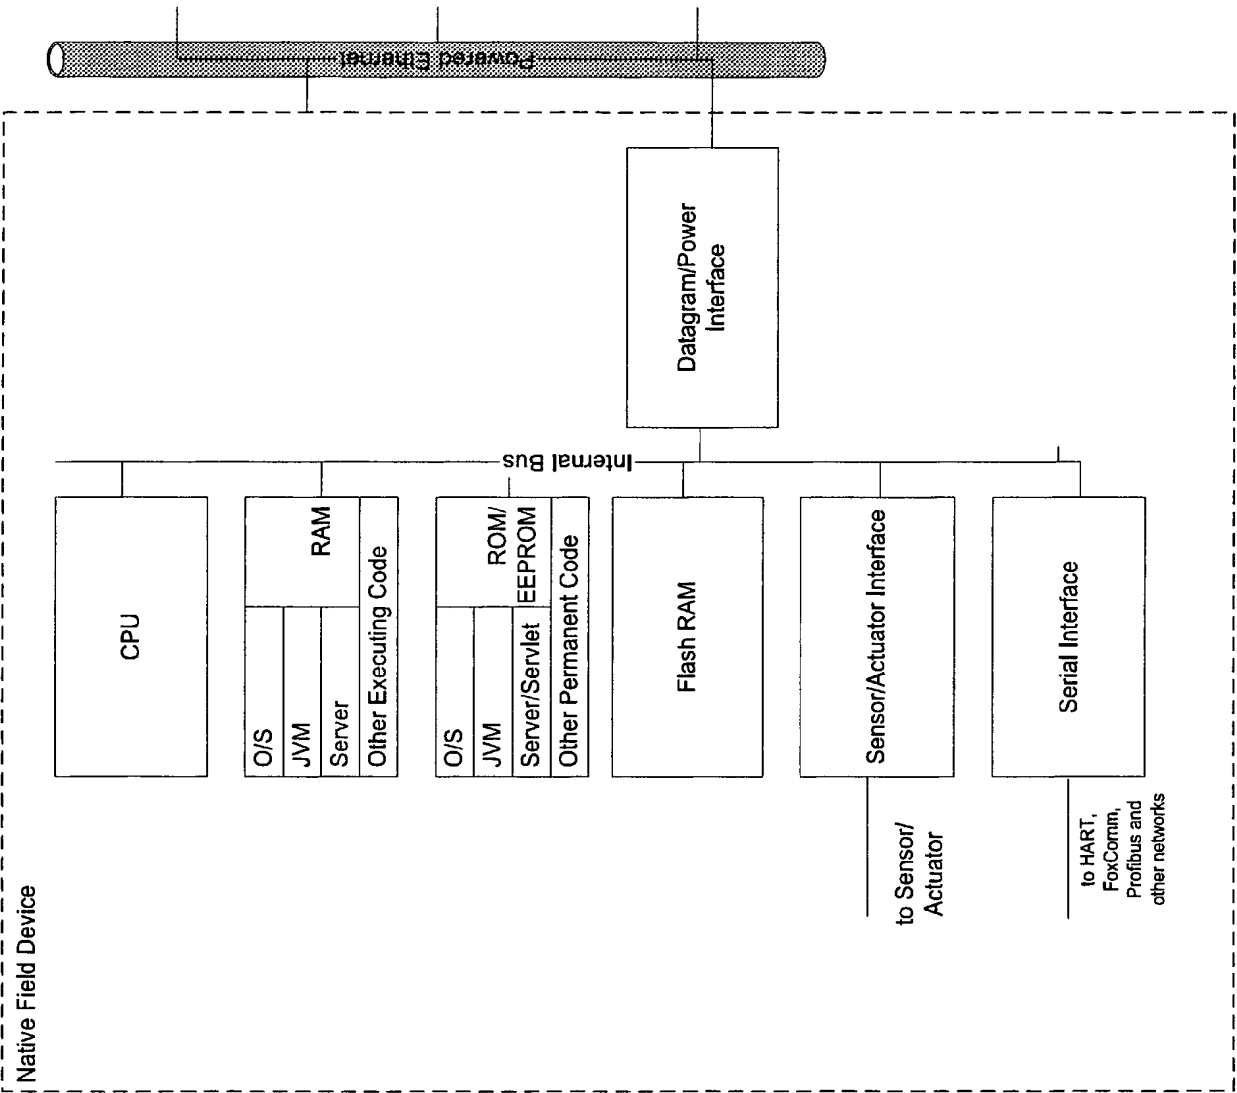 Native Field Device
CPU
O/S
JVM
Server
RAM
Other Executing Code
O/S
JVM
Server/Servlet
ROM/
EEPROM
Other Permanent Code
Flash RAM
Sensor/Actuator Interface
to Sensor/
Actuator
Serial Interface
to HART,
FoxComm,
Profibus and
other networks
Internal Bus
Datagram/Power
Interface
Powered Ethernet